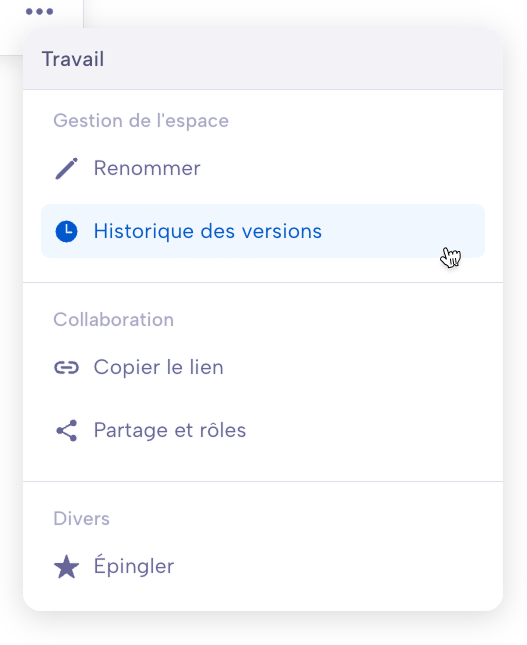 Travail
Gestion de l'espace
Renommer
Historique des versions
Collaboration
Copier le lien
Partage et rôles
Divers
Épingler